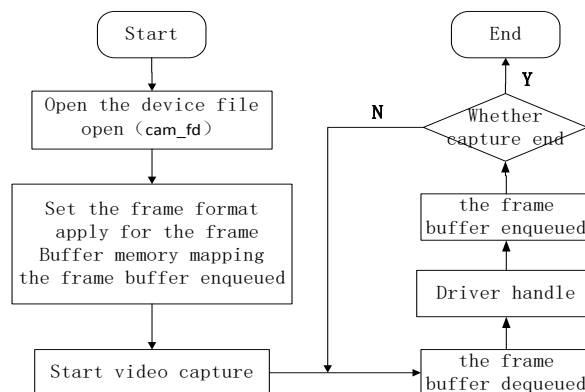 Start
Open the device file
open（cam_fd）
Set the frame format
apply for the frame
Buffer memory mapping
the frame buffer enqueued
Start video capture
the frame
buffer dequeued
Driver handle
the frame
buffer enqueued
Whether
capture end
N
Y
End